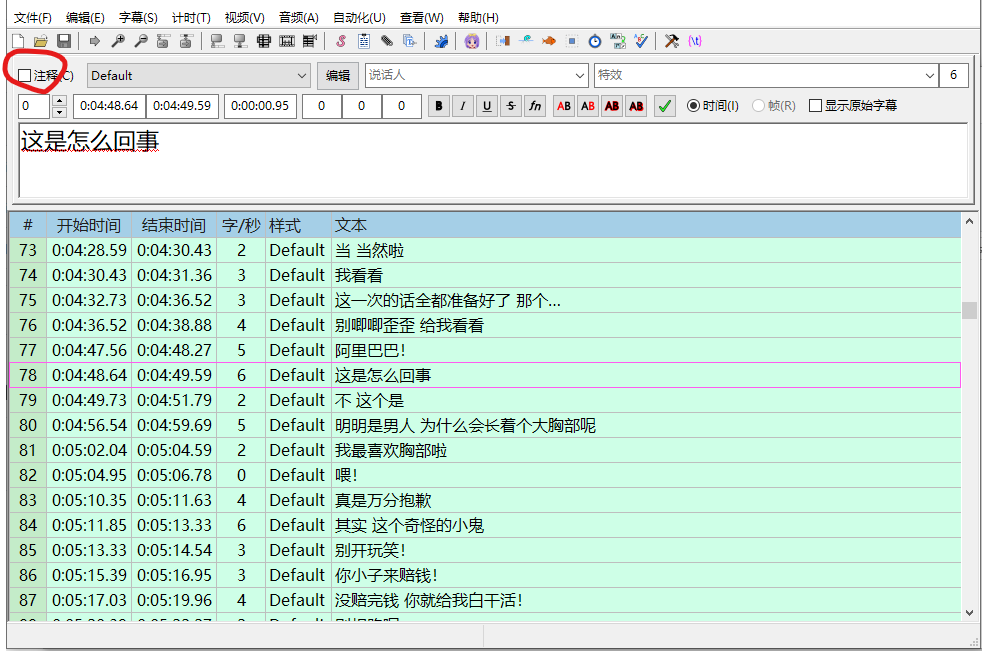 文件(F) 编辑(E) 字幕(S) 计时(T) 视频(V) 音频(A) 自动化(U) 查看(W) 帮助(H)
注释(C) Default 编辑 说话人 特效 6
0 0:04:48.64 0:04:49.59 0:00:00.95 0 0 0 B I U S fn AB AB AB AB 时间(I) 帧(R) 显示原始字幕
这是怎么回事
# 开始时间 结束时间 字/秒 样式 文本
73 0:04:28.59 0:04:30.43 2 Default 当 当然啦
74 0:04:30.43 0:04:31.36 3 Default 我看看
75 0:04:32.73 0:04:36.52 3 Default 这一次的话全都准备好了 那个...
76 0:04:36.52 0:04:38.88 4 Default 别唧唧歪歪 给我看看
77 0:04:47.56 0:04:48.27 5 Default 阿里巴巴!
78 0:04:48.64 0:04:49.59 6 Default 这是怎么回事
79 0:04:49.73 0:04:51.79 2 Default 不 这个是
80 0:04:56.54 0:04:59.69 5 Default 明明是男人 为什么会长着个大胸部呢
81 0:05:02.04 0:05:04.59 2 Default 我最喜欢胸部啦
82 0:05:04.95 0:05:06.78 0 Default 喂!
83 0:05:10.35 0:05:11.63 4 Default 真是万分抱歉
84 0:05:11.85 0:05:13.33 6 Default 其实 这个奇怪的小鬼
85 0:05:13.33 0:05:14.54 3 Default 别开玩笑!
86 0:05:15.39 0:05:16.95 3 Default 你小子来赔钱!
87 0:05:17.03 0:05:19.96 4 Default 没赔完钱 你就给我白干活!